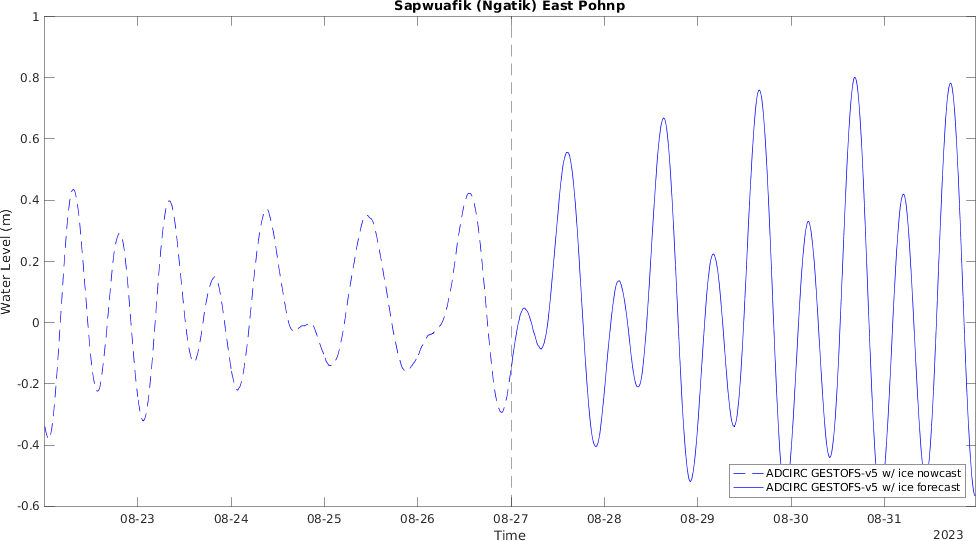 Sapwuafik (Ngatik) East Pohnp
1
0.8
0.6
0.4
0.2
0
-0.2
-0.4
-0.6
Water Level (m)
ADCIRC GESTOFS-v5 w/ ice nowcast
ADCIRC GESTOFS-v5 w/ ice forecast
08-23 08-24 08-25 08-26 08-27 08-28 08-29 08-30 08-31
Time
2023